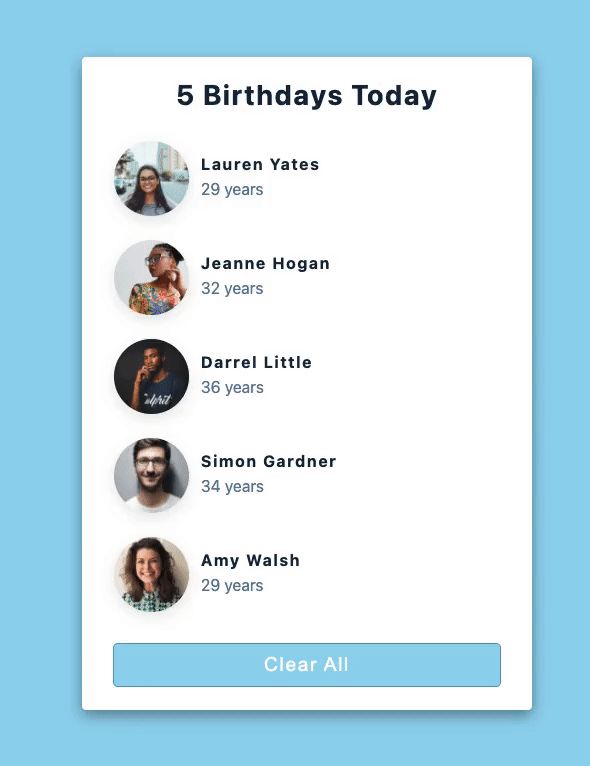 5 Birthdays Today
Lauren Yates
29 years
Jeanne Hogan
32 years
Darrel Little
36 years
Simon Gardner
34 years
Amy Walsh
29 years
Clear All